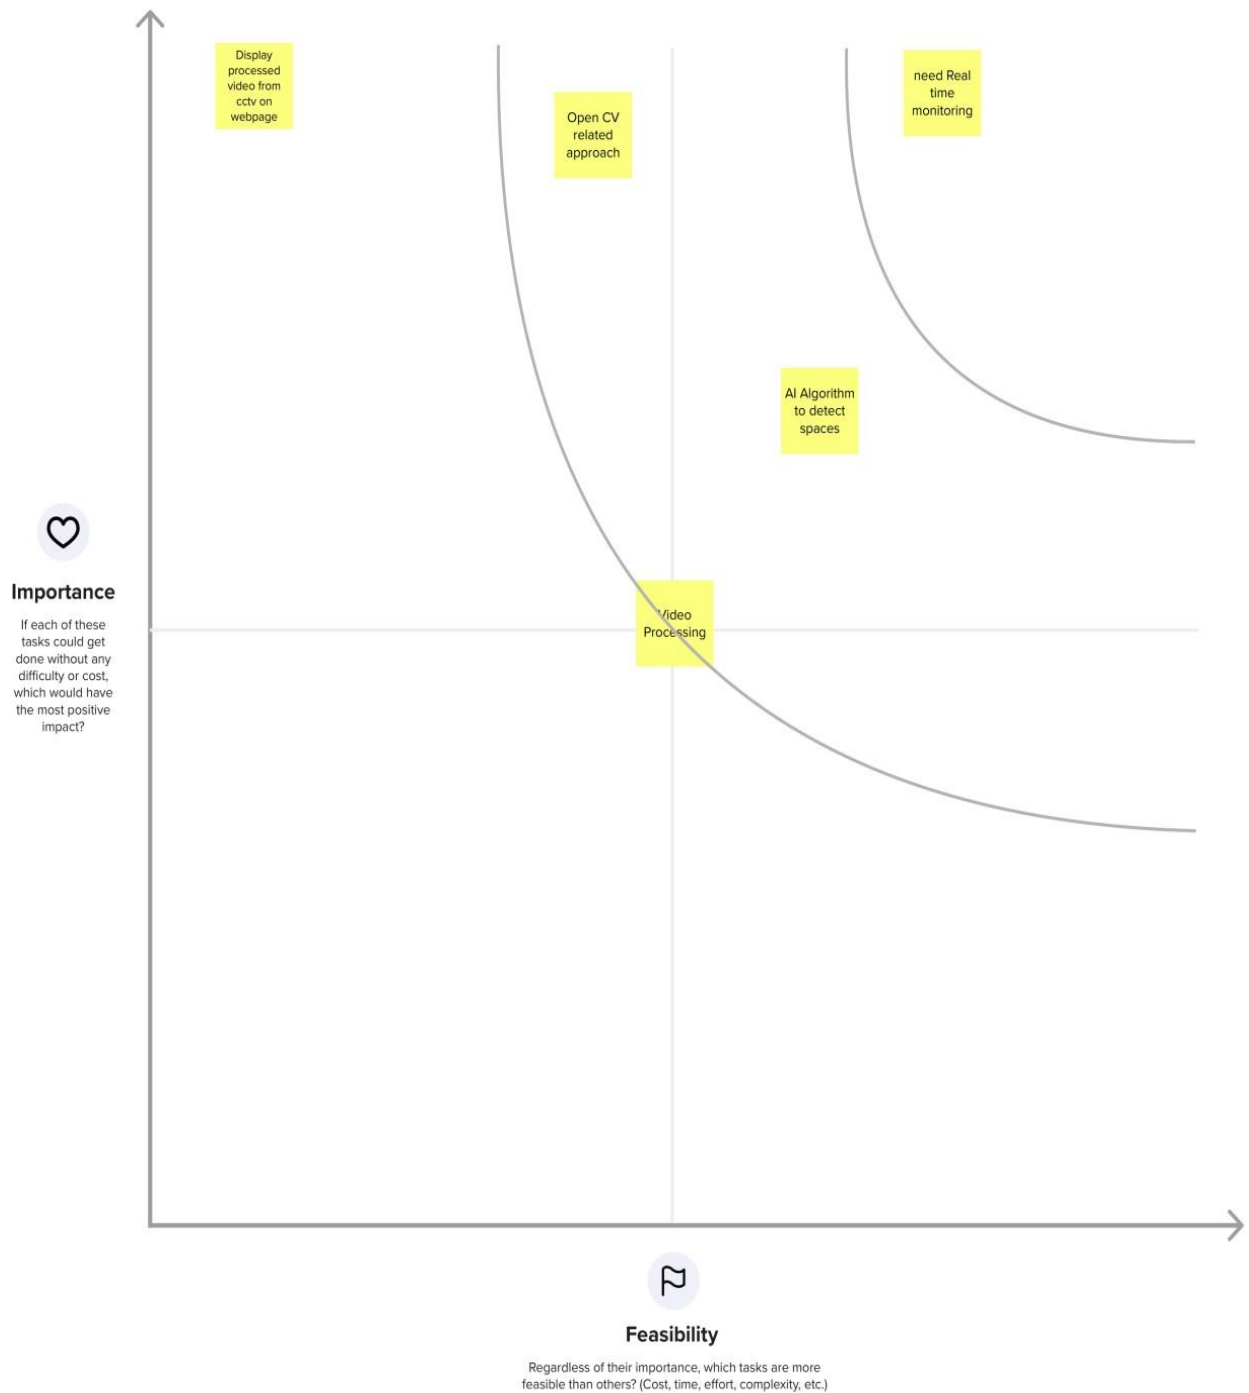 Display
processed
video from
cctv on
webpage
Open CV
related
approach
need Real
time
monitoring
AI Algorithm
to detect
spaces
Video
Processing
Importance
If each of these
tasks could get
done without any
difficulty or cost,
which would have
the most positive
impact?
Feasibility
Regardless of their importance, which tasks are more
feasible than others? (Cost, time, effort, complexity, etc.)